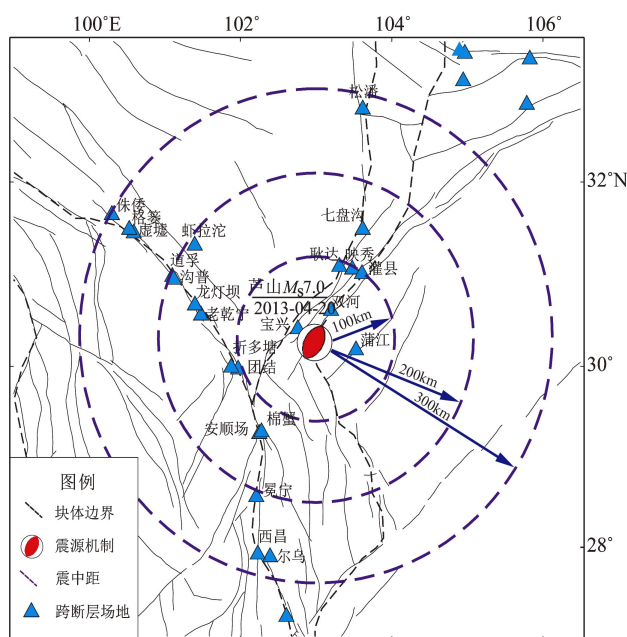 100°E
102°
104°
106°
松潘
32°N
侏倭
格篓
虚墟
虾拉沱
七盘沟
道孚
沟普
耿达
映秀
灌县
龙灯坝
芦山Ms7.0
2013-04-20
双河
老乾宁
宝兴
100km
蒲江
折多塘
团结
30°
200km
300km
棉蟹
安顺场
冕宁
西昌
尔乌
28°
图例
块体边界
震源机制
震中距
跨断层场地